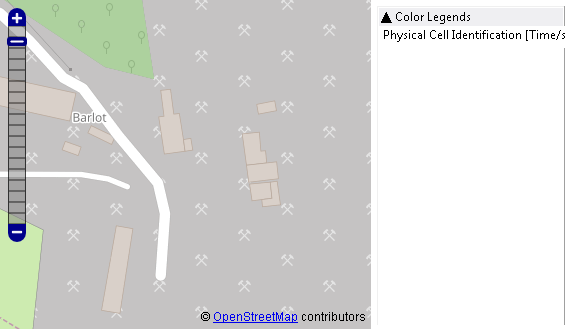 Color Legends
Physical Cell Identification [Time/s
Barlot
© OpenStreetMap contributors